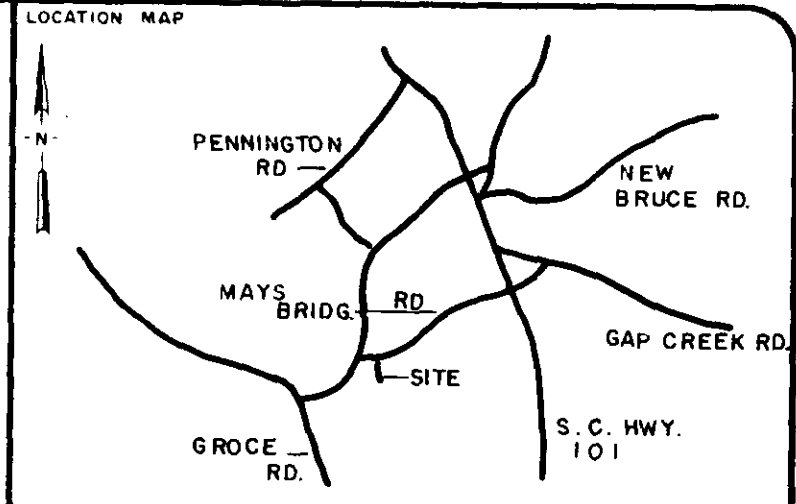 LOCATION MAP
-N-
PENNINGTON
RD
NEW
BRUCE RD.
MAYS
BRIDG. RD
GAP CREEK RD.
SITE
S.C. HWY.
101
GROCE
RD.